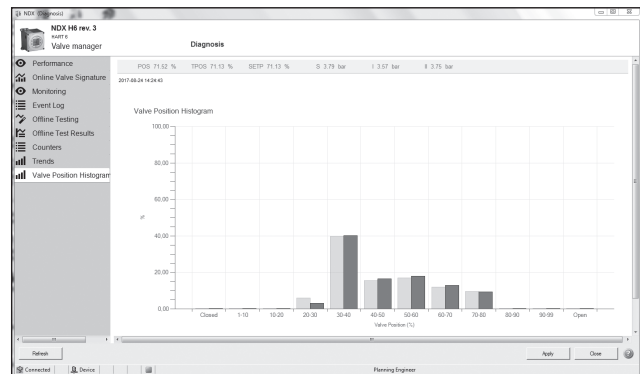 NDX (Diagnosis)
NDX H6 rev. 3
HART 6
Valve manager
Diagnosis
Performance
Online Valve Signature
Monitoring
Event Log
Offline Testing
Offline Test Results
Counters
Trends
Valve Position Histogram
POS 71.52 % TPOS 71.13 % SETP 71.13 % S 3.79 bar I 3.67 bar II 3.75 bar
2017-08-24 14:24:43
Valve Position Histogram
100.00
80.00
60.00
%
40.00
20.00
0.00
Closed 1-10 10-20 20-30 30-40 40-50 50-60 60-70 70-80 80-90 90-99 Open
Valve Position (%)
Refresh
Apply Close
Connected Device Planning Engineer